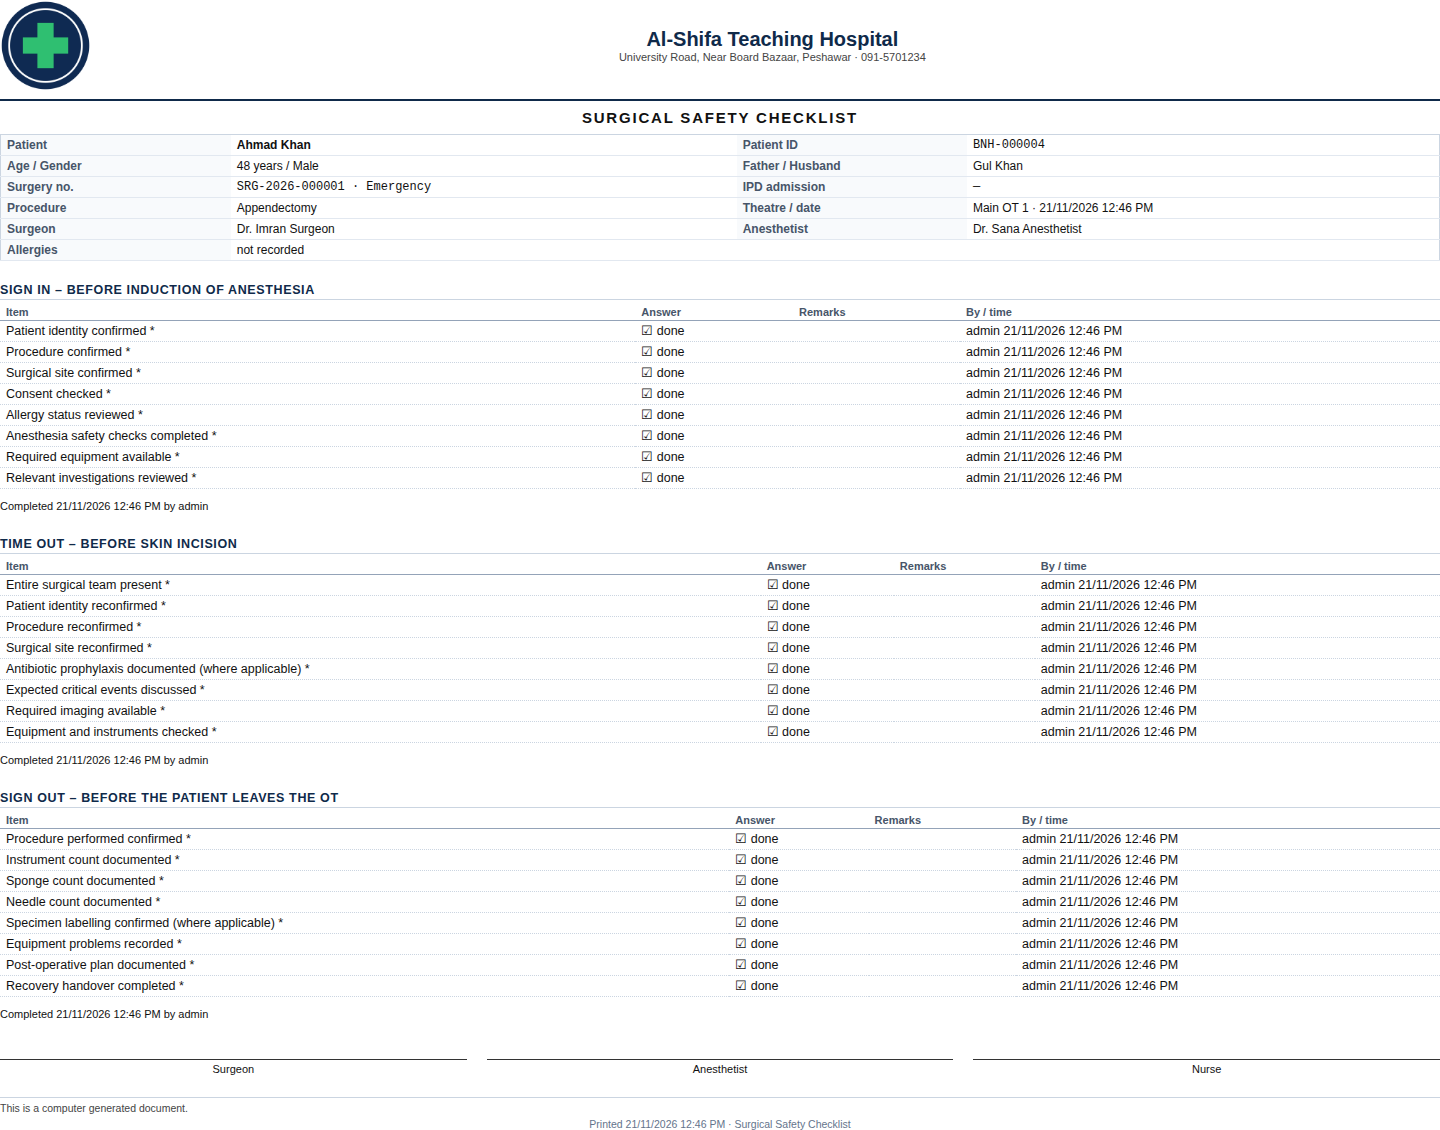 Al-Shifa Teaching Hospital
University Road, Near Board Bazaar, Peshawar · 091-5701234
SURGICAL SAFETY CHECKLIST
Patient Ahmad Khan Patient ID BNH-000004
Age / Gender 48 years / Male Father / Husband Gul Khan
Surgery no. SRG-2026-000001 · Emergency IPD admission —
Procedure Appendectomy Theatre / date Main OT 1 · 21/11/2026 12:46 PM
Surgeon Dr. Imran Surgeon Anesthetist Dr. Sana Anesthetist
Allergies not recorded
SIGN IN – BEFORE INDUCTION OF ANESTHESIA
Item Answer Remarks By / time
Patient identity confirmed * ☑ done admin 21/11/2026 12:46 PM
Procedure confirmed * ☑ done admin 21/11/2026 12:46 PM
Surgical site confirmed * ☑ done admin 21/11/2026 12:46 PM
Consent checked * ☑ done admin 21/11/2026 12:46 PM
Allergy status reviewed * ☑ done admin 21/11/2026 12:46 PM
Anesthesia safety checks completed * ☑ done admin 21/11/2026 12:46 PM
Required equipment available * ☑ done admin 21/11/2026 12:46 PM
Relevant investigations reviewed * ☑ done admin 21/11/2026 12:46 PM
Completed 21/11/2026 12:46 PM by admin
TIME OUT – BEFORE SKIN INCISION
Item Answer Remarks By / time
Entire surgical team present * ☑ done admin 21/11/2026 12:46 PM
Patient identity reconfirmed * ☑ done admin 21/11/2026 12:46 PM
Procedure reconfirmed * ☑ done admin 21/11/2026 12:46 PM
Surgical site reconfirmed * ☑ done admin 21/11/2026 12:46 PM
Antibiotic prophylaxis documented (where applicable) * ☑ done admin 21/11/2026 12:46 PM
Expected critical events discussed * ☑ done admin 21/11/2026 12:46 PM
Required imaging available * ☑ done admin 21/11/2026 12:46 PM
Equipment and instruments checked * ☑ done admin 21/11/2026 12:46 PM
Completed 21/11/2026 12:46 PM by admin
SIGN OUT – BEFORE THE PATIENT LEAVES THE OT
Item Answer Remarks By / time
Procedure performed confirmed * ☑ done admin 21/11/2026 12:46 PM
Instrument count documented * ☑ done admin 21/11/2026 12:46 PM
Sponge count documented * ☑ done admin 21/11/2026 12:46 PM
Needle count documented * ☑ done admin 21/11/2026 12:46 PM
Specimen labelling confirmed (where applicable) * ☑ done admin 21/11/2026 12:46 PM
Equipment problems recorded * ☑ done admin 21/11/2026 12:46 PM
Post-operative plan documented * ☑ done admin 21/11/2026 12:46 PM
Recovery handover completed * ☑ done admin 21/11/2026 12:46 PM
Completed 21/11/2026 12:46 PM by admin
Surgeon Anesthetist Nurse
This is a computer generated document.
Printed 21/11/2026 12:46 PM · Surgical Safety Checklist